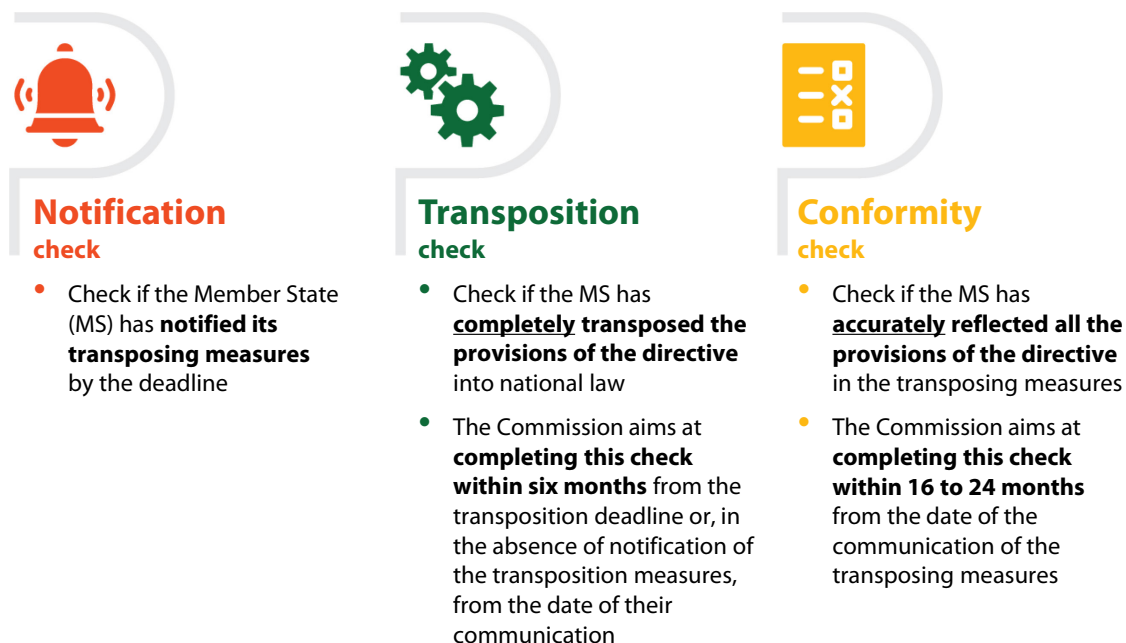 Notification
check
• Check if the Member State
(MS) has notified its
transposing measures
by the deadline
Transposition
check
• Check if the MS has
completely transposed the
provisions of the directive
into national law
• The Commission aims at
completing this check
within six months from the
transposition deadline or, in
the absence of notification of
the transposition measures,
from the date of their
communication
Conformity
check
• Check if the MS has
accurately reflected all the
provisions of the directive
in the transposing measures
• The Commission aims at
completing this check
within 16 to 24 months
from the date of the
communication of the
transposing measures